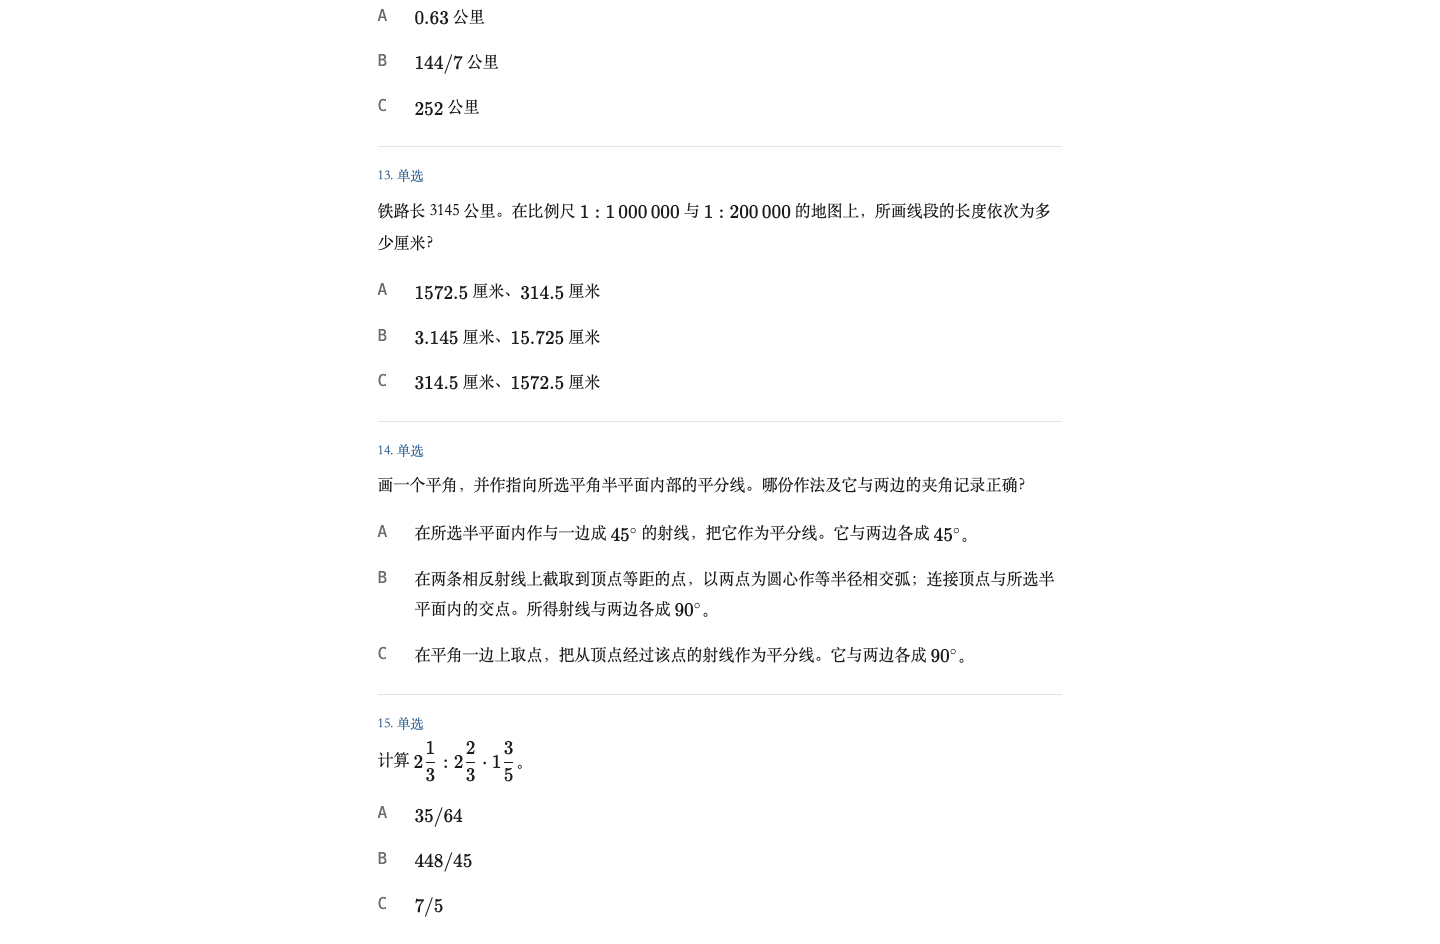 A 0.63 公里
B 144/7 公里
C 252 公里
13. 单选
铁路长 3145 公里。在比例尺 1 : 1 000 000 与 1 : 200 000 的地图上，所画线段的长度依次为多
少厘米?
A 1572.5 厘米、314.5 厘米
B 3.145 厘米、15.725 厘米
C 314.5 厘米、1572.5 厘米
14. 单选
画一个平角，并作指向所选平角半平面内部的平分线。哪份作法及它与两边的夹角记录正确?
A 在所选半平面内作与一边成 45° 的射线，把它作为平分线。它与两边各成 45°。
B 在两条相反射线上截取到顶点等距的点，以两点为圆心作等半径相交弧；连接顶点与所选半
平面内的交点。所得射线与两边各成 90°。
C 在平角一边上取点，把从顶点经过该点的射线作为平分线。它与两边各成 90°。
15. 单选
计算 2 1/3 : 2 2/3 · 1 3/5。
A 35/64
B 448/45
C 7/5